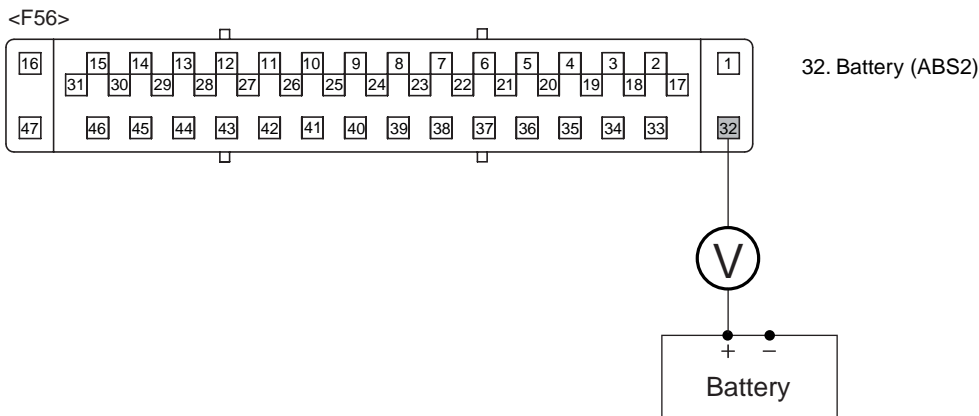 <F56>
16 15 14 13 12 11 10 9 8 7 6 5 4 3 2 1
32. Battery (ABS2)
31 30 29 28 27 26 25 24 23 22 21 20 19 18 17
47 46 45 44 43 42 41 40 39 38 37 36 35 34 33 32
V
+ −
Battery